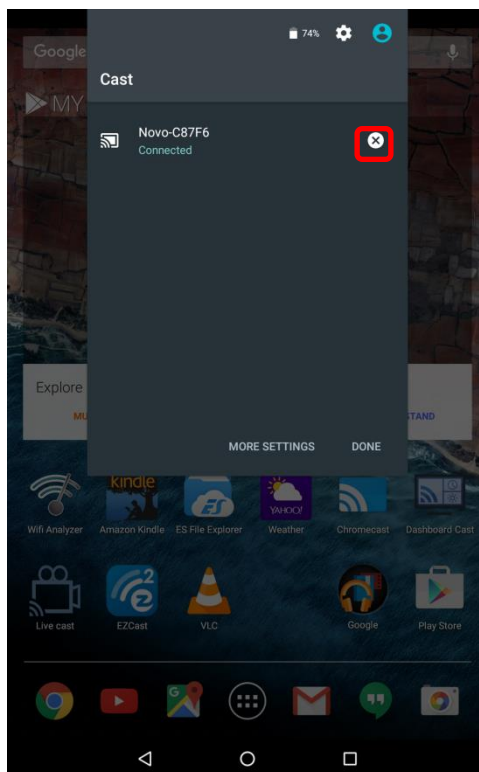 74%
Google
Cast
MY
Novo-C87F6
Connected
Explore
MU
STAND
MORE SETTINGS DONE
kindle
YAHOO!
Wifi Analyzer Amazon Kindle ES File Explorer Weather Chromecast Dashboard Cast
Live cast EZCast VLC Google Play Store